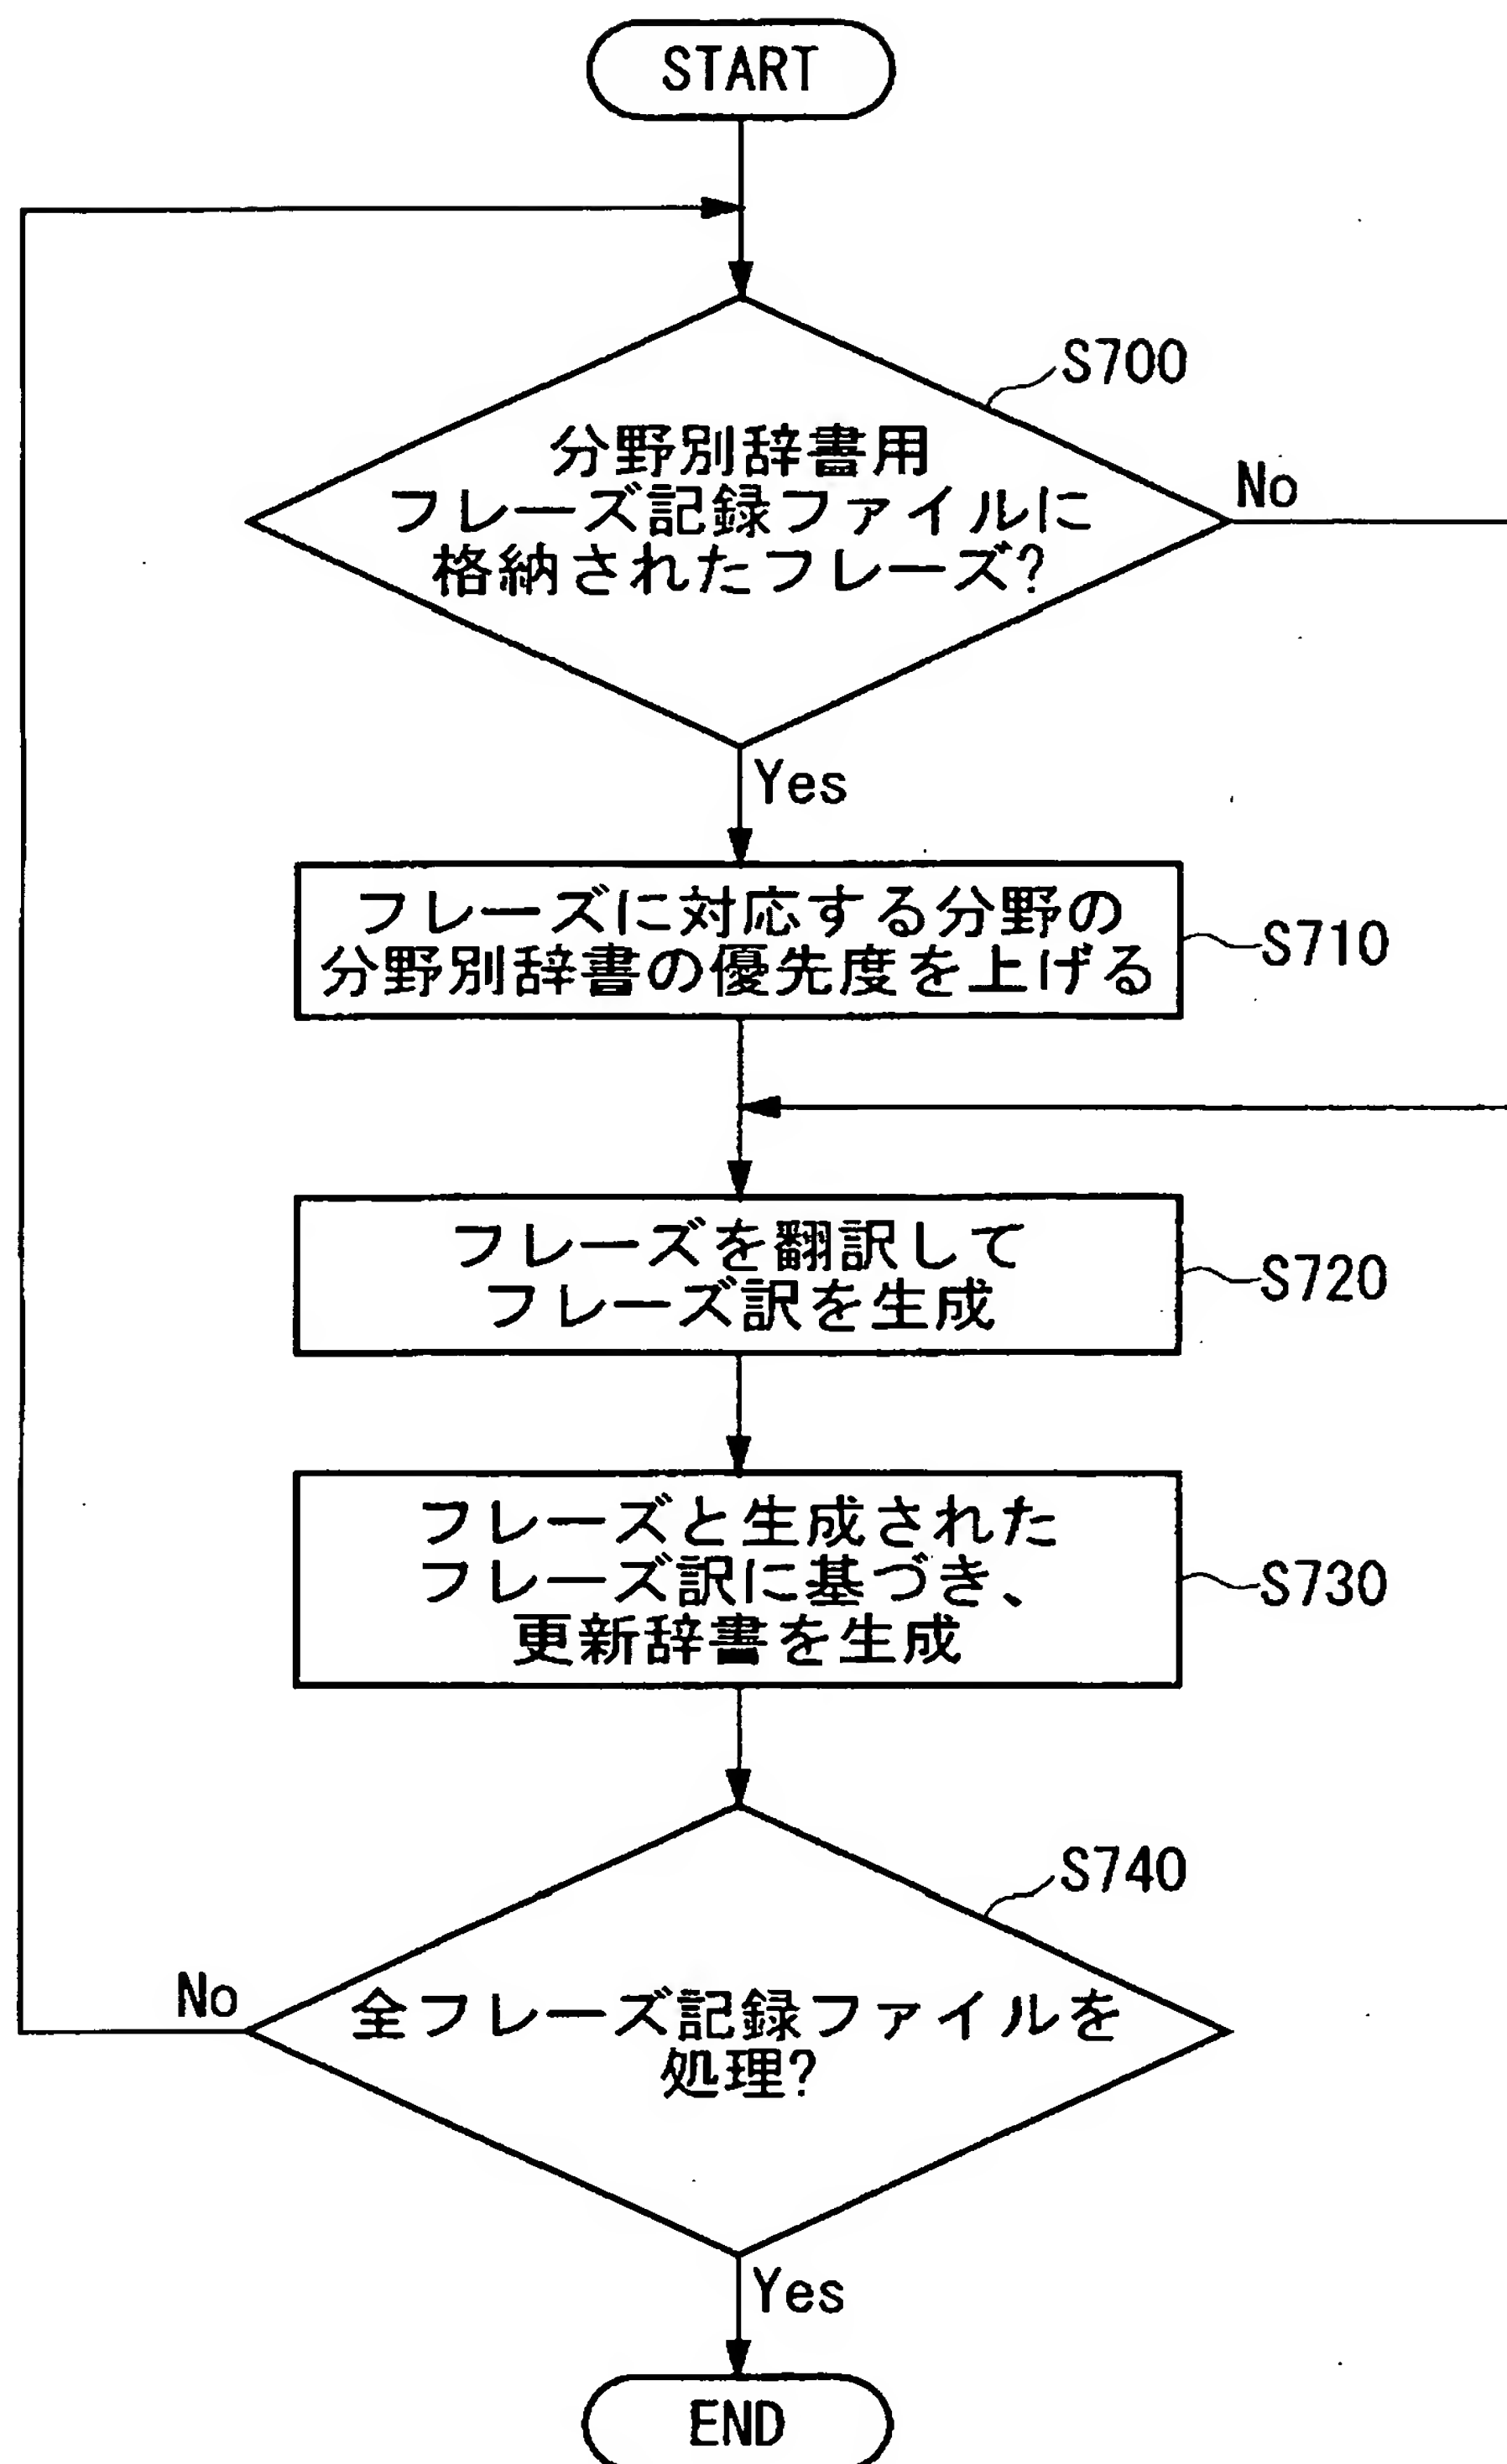 START
S700
分野別辞書用
フレーズ記録ファイルに
格納されたフレーズ?
No
Yes
フレーズに対応する分野の
分野別辞書の優先度を上げる
S710
フレーズを翻訳して
フレーズ訳を生成
S720
フレーズと生成された
フレーズ訳に基づき、
更新辞書を生成
S730
S740
No
全フレーズ記録ファイルを
処理?
Yes
END